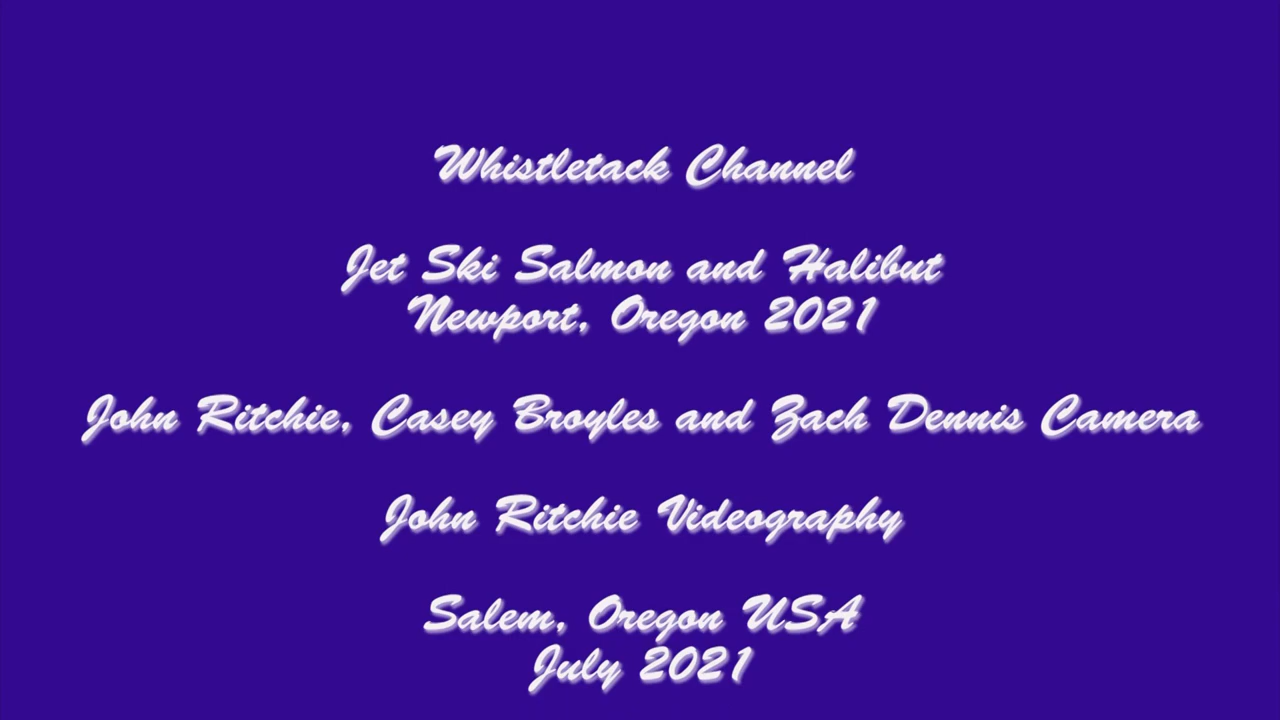 Whistletack Channel
Jet Ski Salmon and Halibut
Newport, Oregon 2021
John Ritchie, Casey Broyles and Zach Dennis Camera
John Ritchie Videography
Salem, Oregon USA
July 2021